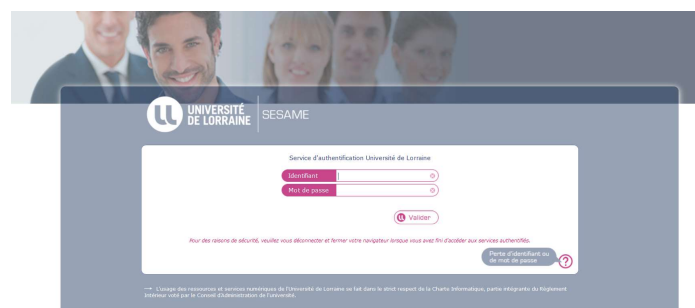 UNIVERSITÉ
DE LORRAINE
SESAME
Service d'authentification Université de Lorraine
Identifiant
Mot de passe
Valider
Pour des raisons de sécurité, veuillez vous déconnecter et fermer votre navigateur lorsque vous avez fini d'accéder aux services authentifiés.
Perte d'identifiant ou
de mot de passe
?
→ L'usage des ressources et services numériques de l'Université de Lorraine se fait dans le strict respect de la Charte Informatique, partie intégrante du Règlement
Intérieur voté par le Conseil d'Administration de l'université.